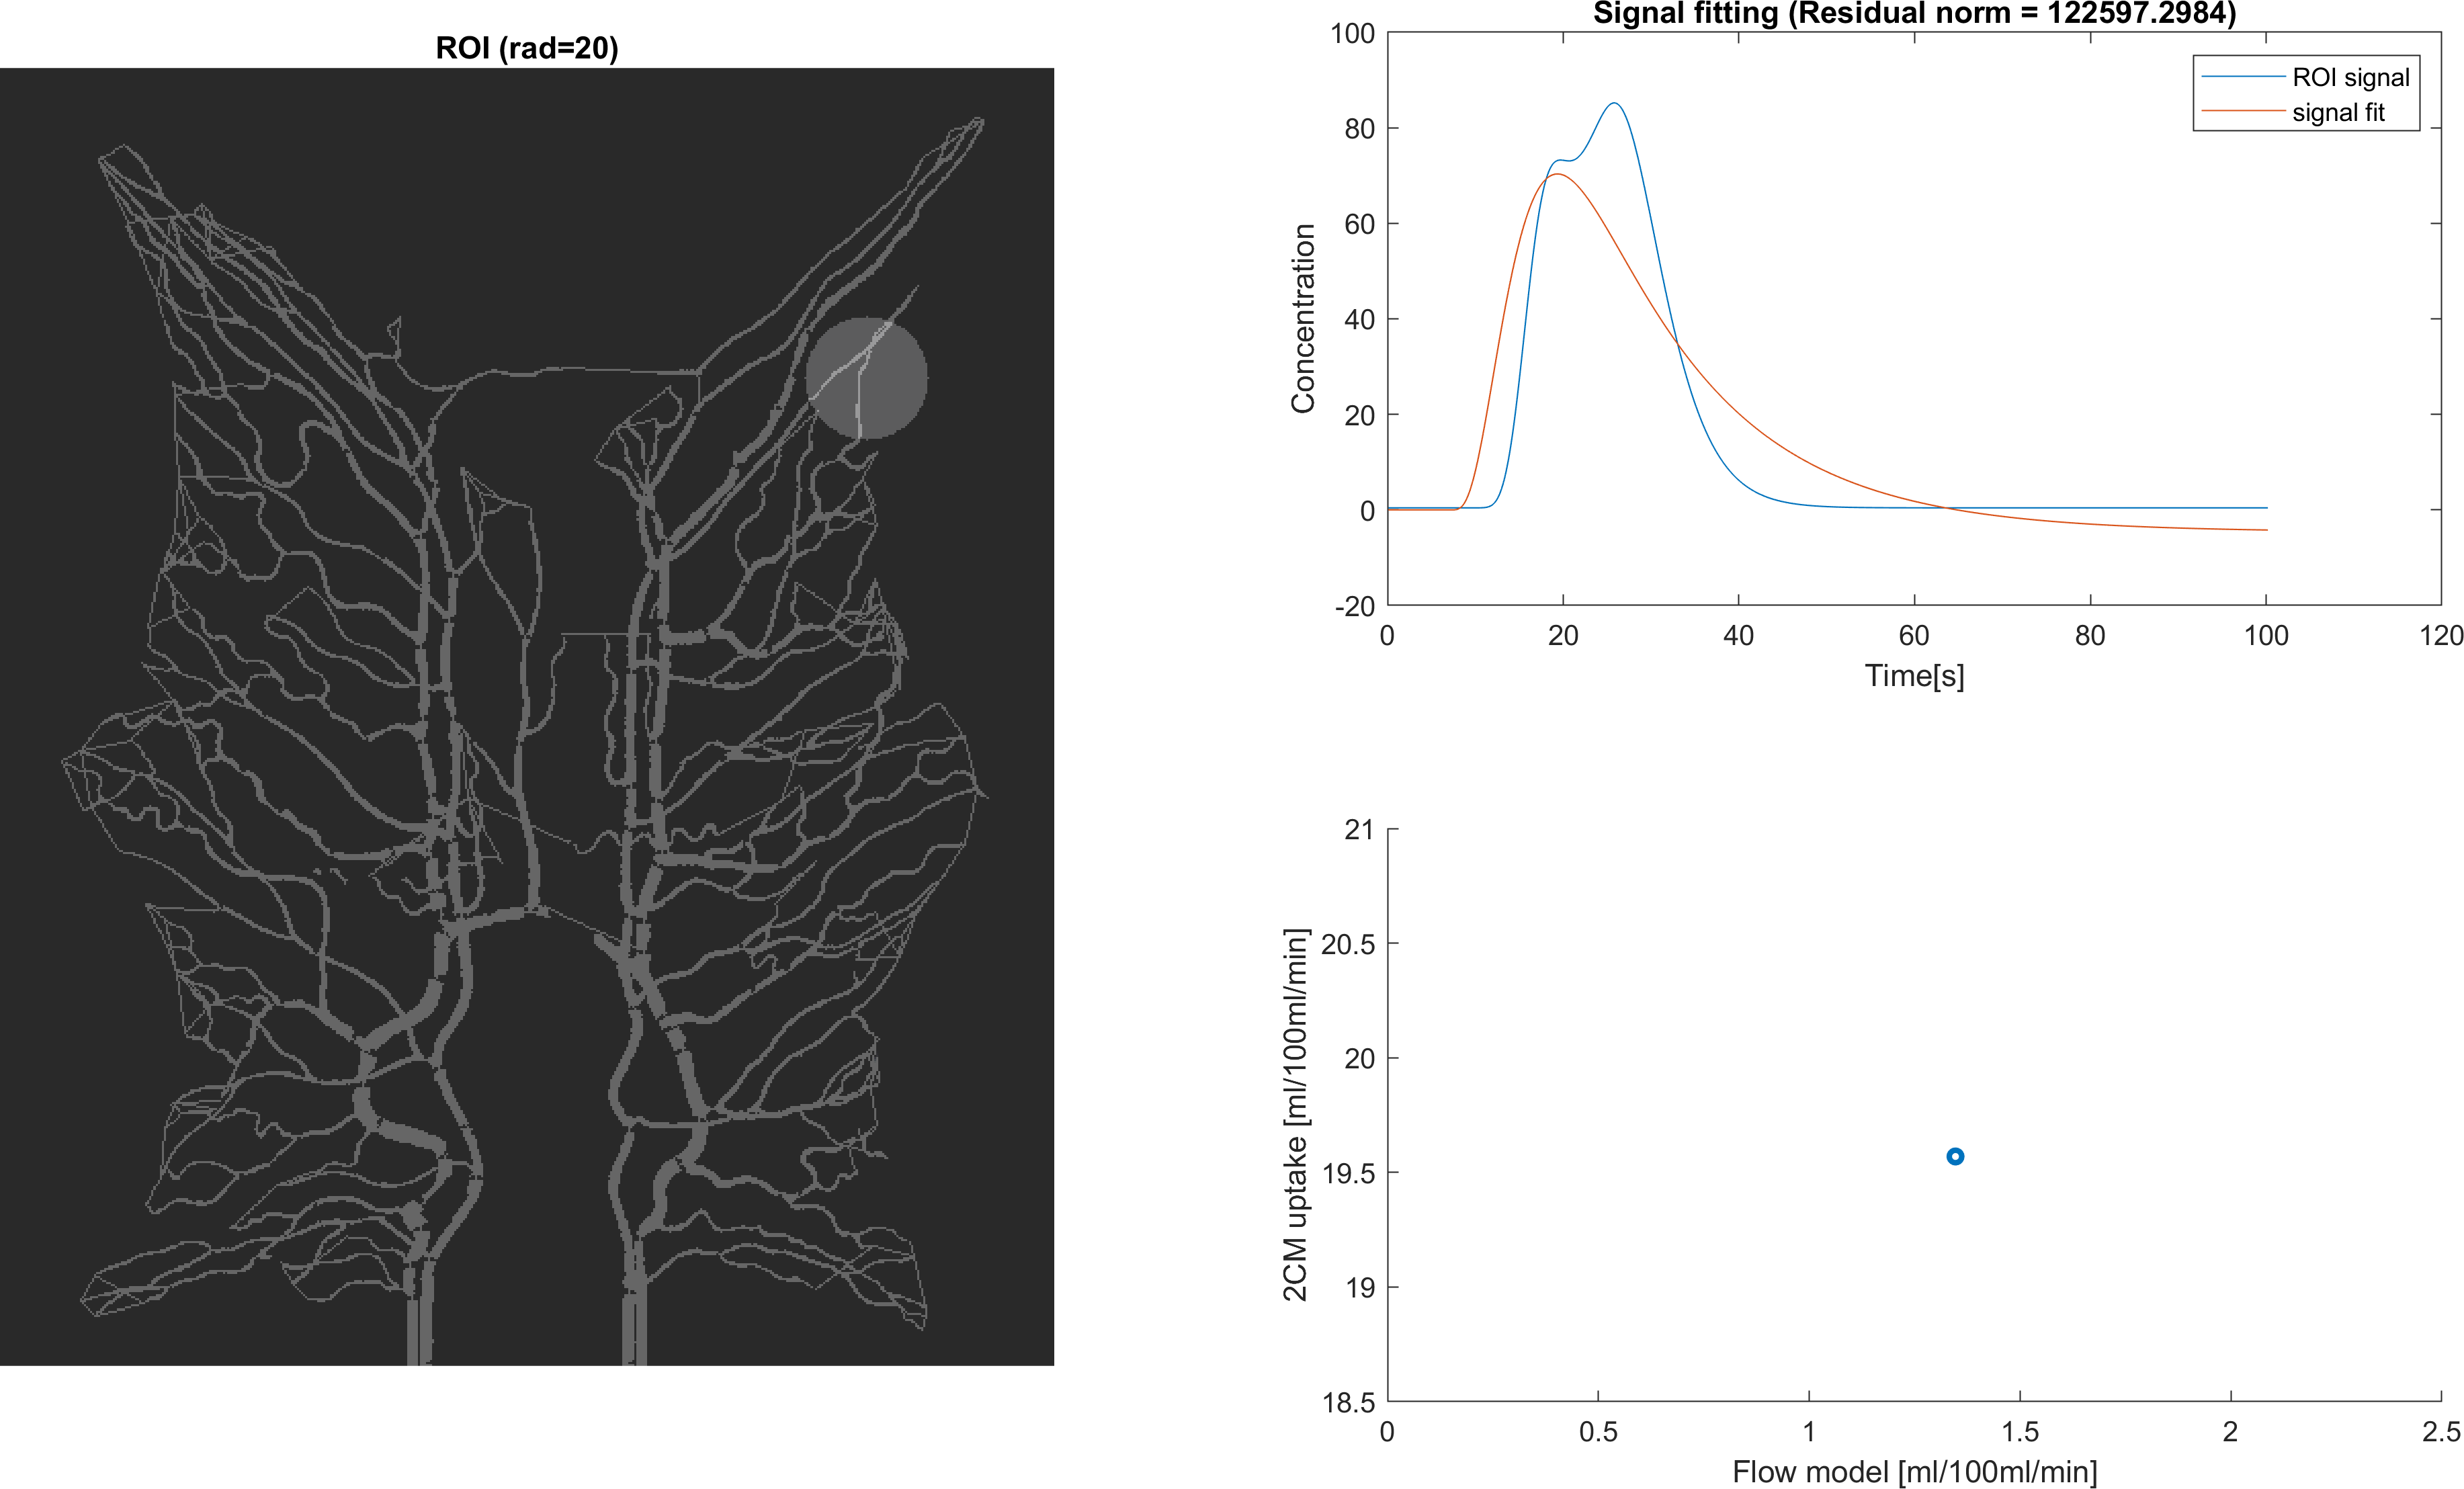 ROI (rad=20)
Signal fitting (Residual norm = 122597.2984)
100
80
60
40
20
0
-20
Concentration
ROI signal
signal fit
0 20 40 60 80 100 120
Time[s]
21
20.5
20
19.5
19
18.5
2CM uptake [ml/100ml/min]
0 0.5 1 1.5 2 2.5
Flow model [ml/100ml/min]